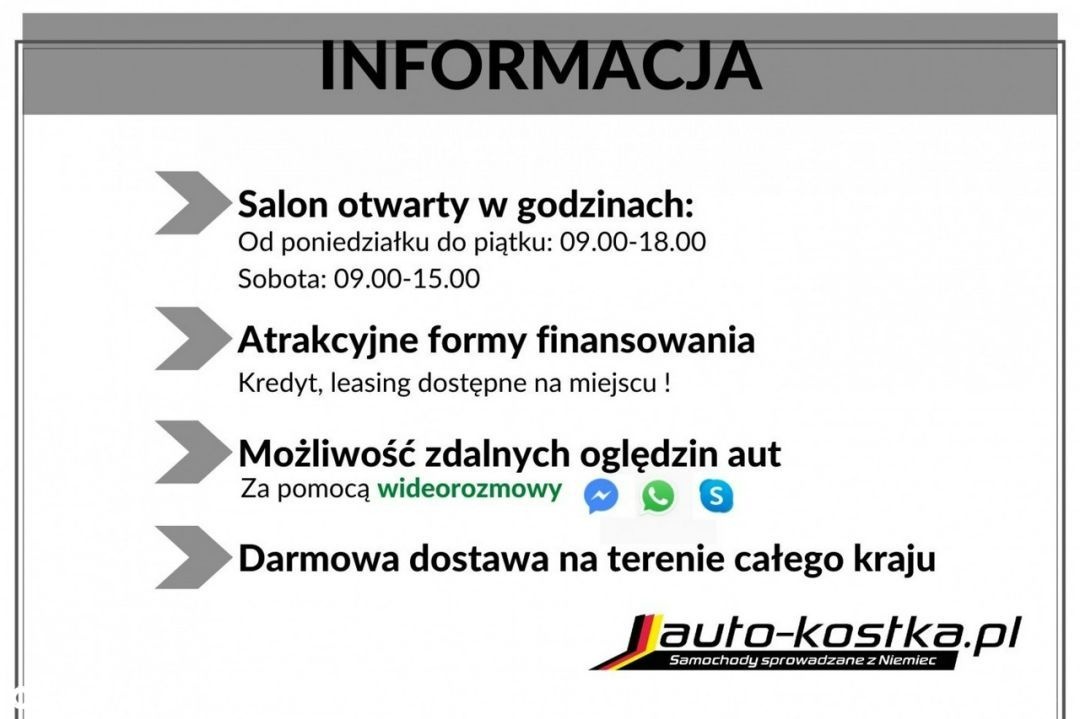 INFORMACJA
Salon otwarty w godzinach:
Od poniedziałku do piątku: 09.00-18.00
Sobota: 09.00-15.00
Atrakcyjne formy finansowania
Kredyt, leasing dostępne na miejscu !
Możliwość zdalnych oględzin aut
Za pomocą wideorozmowy
Darmowa dostawa na terenie całego kraju
auto-kostka.pl
Samochody sprowadzane z Niemiec